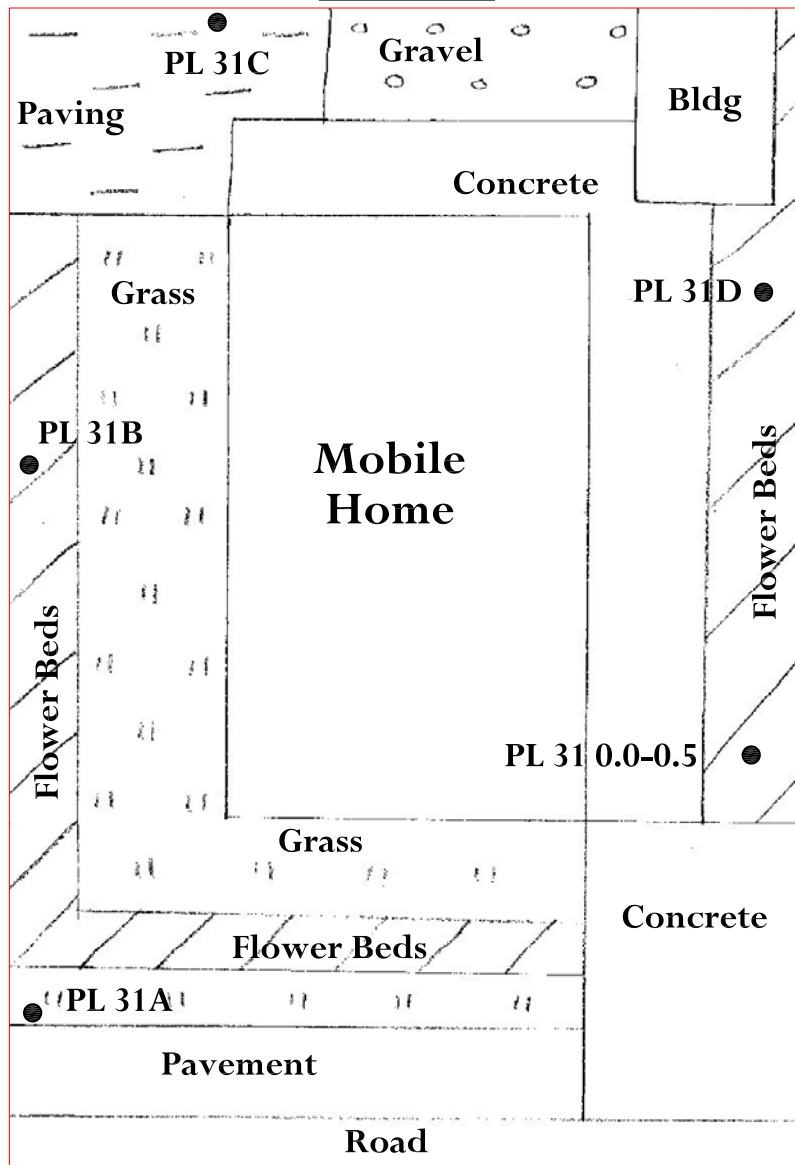 PL 31C
Gravel
Bldg
Paving
Concrete
Grass
PL 31D
PL 31B
Mobile
Home
Flower Beds
Flower Beds
PL 31 0.0-0.5
Grass
Concrete
Flower Beds
PL 31A
Pavement
Road